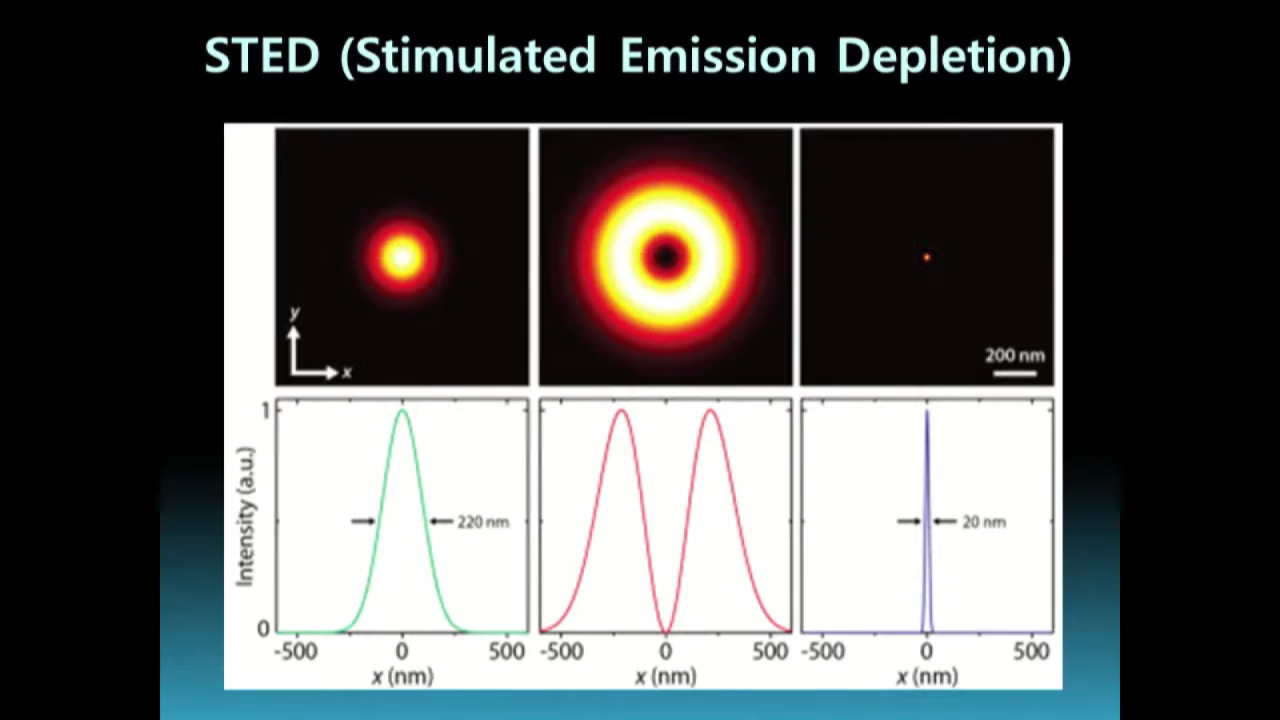 STED (Stimulated Emission Depletion)
y
x
200 nm
Intensity (a.u.)
1
0
220 nm
20 nm
-500 0 500 -500 0 500 -500 0 500
x (nm) x (nm) x (nm)